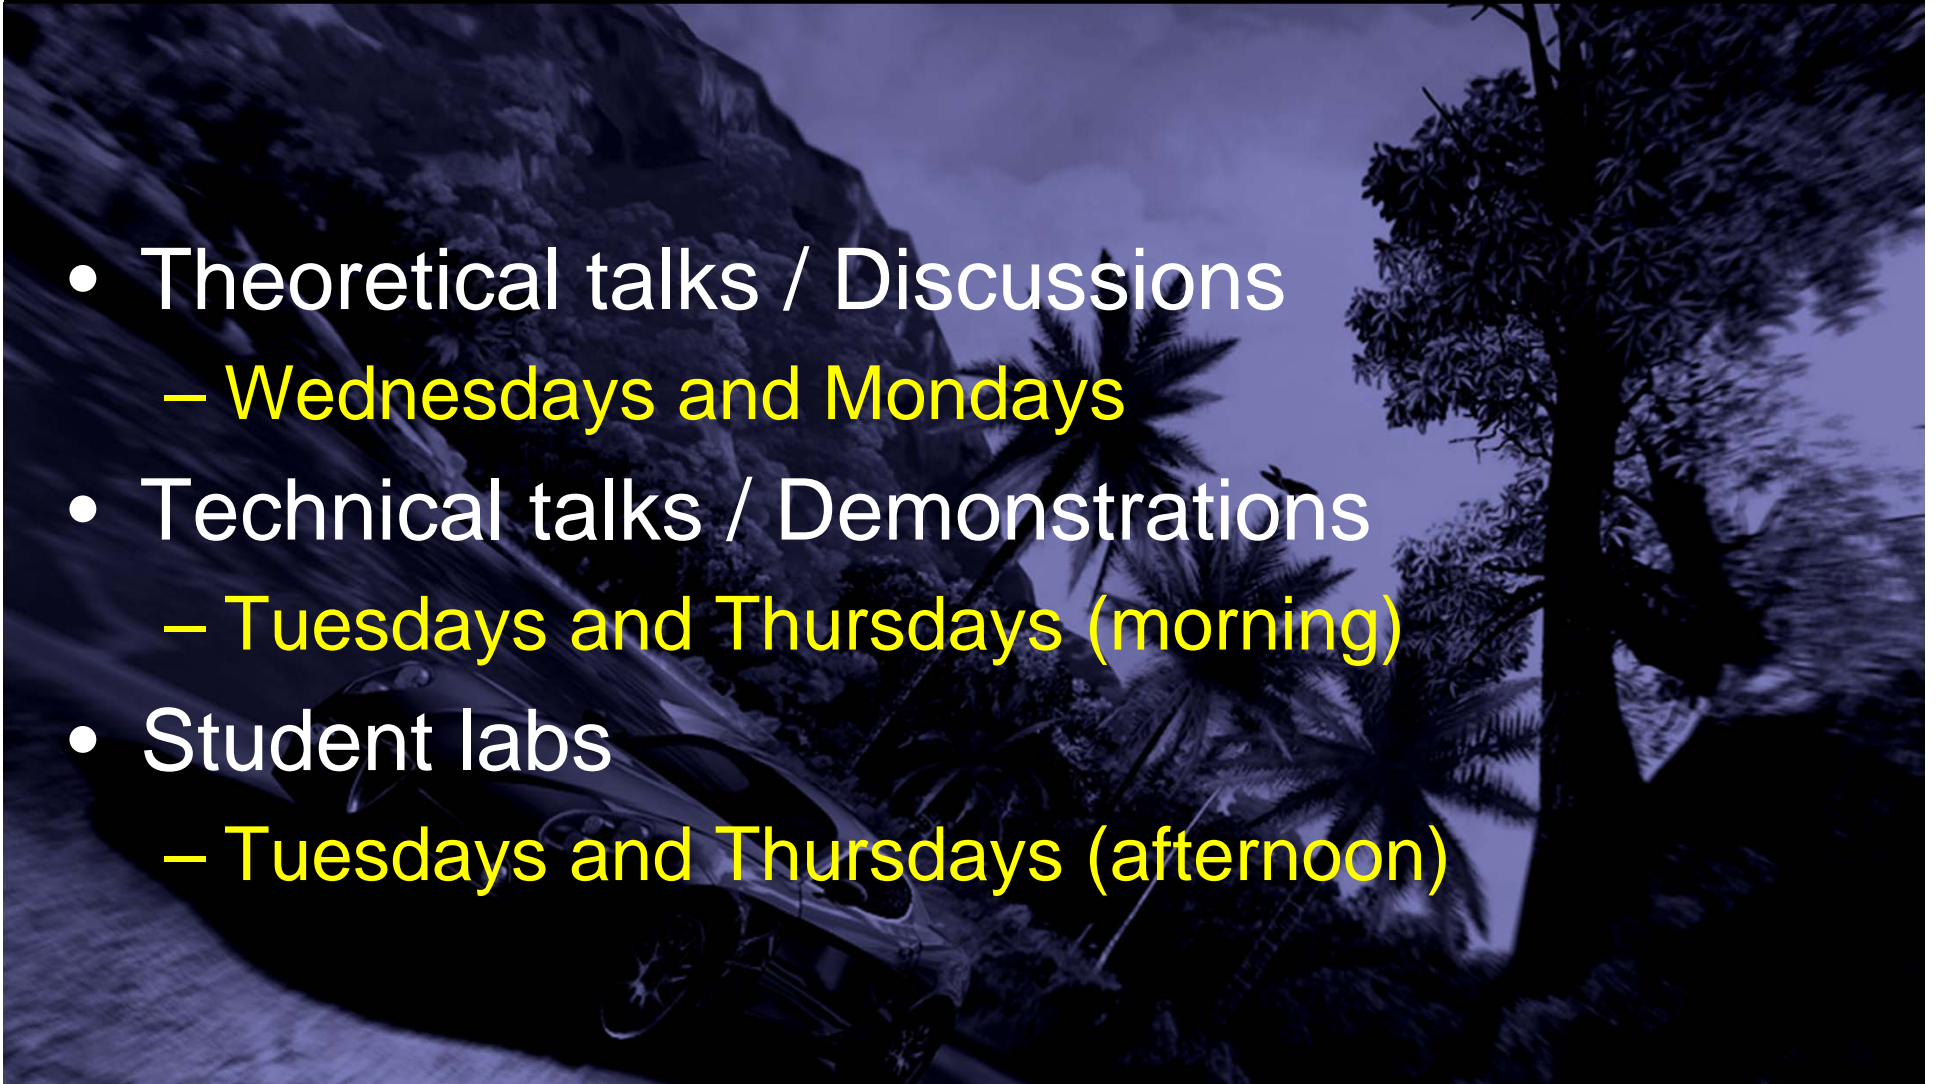 • Theoretical talks / Discussions
– Wednesdays and Mondays
• Technical talks / Demonstrations
– Tuesdays and Thursdays (morning)
• Student labs
– Tuesdays and Thursdays (afternoon)